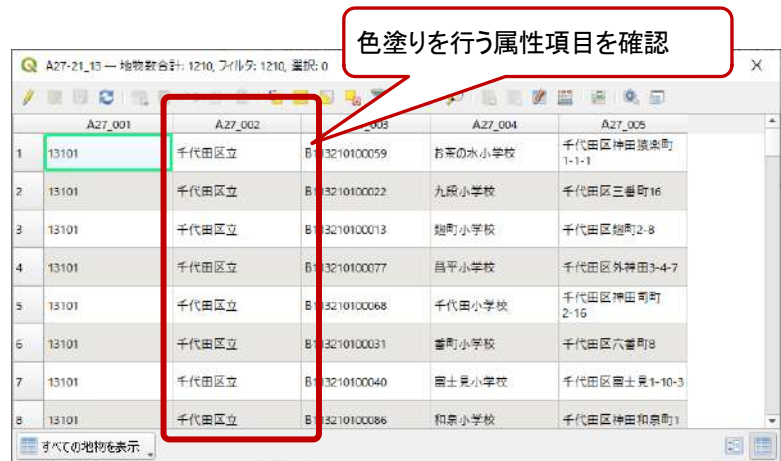 色塗りを行う属性項目を確認
A27-21_13 — 地物数合計: 1210, フィルタ: 1210, 選択: 0
A27_001 A27_002 _003 A27_004 A27_005
1 13101 千代田区立 B113210100059 お茶の水小学校 千代田区神田猿楽町
1-1-1
2 13101 千代田区立 B113210100022 九段小学校 千代田区三番町16
3 13101 千代田区立 B113210100013 麹町小学校 千代田区麹町2-8
4 13101 千代田区立 B113210100077 昌平小学校 千代田区外神田3-4-7
5 13101 千代田区立 B113210100068 千代田小学校 千代田区神田司町
2-16
6 13101 千代田区立 B113210100031 番町小学校 千代田区六番町8
7 13101 千代田区立 B113210100040 富士見小学校 千代田区富士見1-10-3
8 13101 千代田区立 B113210100086 和泉小学校 千代田区神田和泉町1
すべての地物を表示